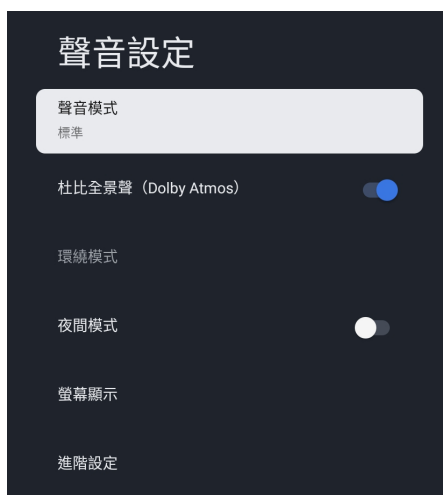 聲音設定
聲音模式
標準
杜比全景聲（Dolby Atmos）
環繞模式
夜間模式
螢幕顯示
進階設定